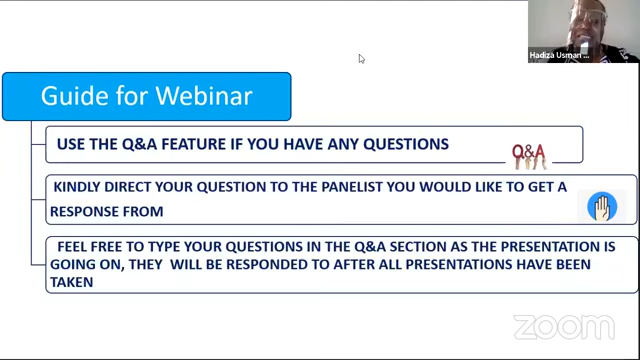 Hadiza Usman ...
Guide for Webinar
USE THE Q&A FEATURE IF YOU HAVE ANY QUESTIONS
Q&A
KINDLY DIRECT YOUR QUESTION TO THE PANELIST YOU WOULD LIKE TO GET A
RESPONSE FROM
FEEL FREE TO TYPE YOUR QUESTIONS IN THE Q&A SECTION AS THE PRESENTATION IS
GOING ON, THEY WILL BE RESPONDED TO AFTER ALL PRESENTATIONS HAVE BEEN
TAKEN
zoom